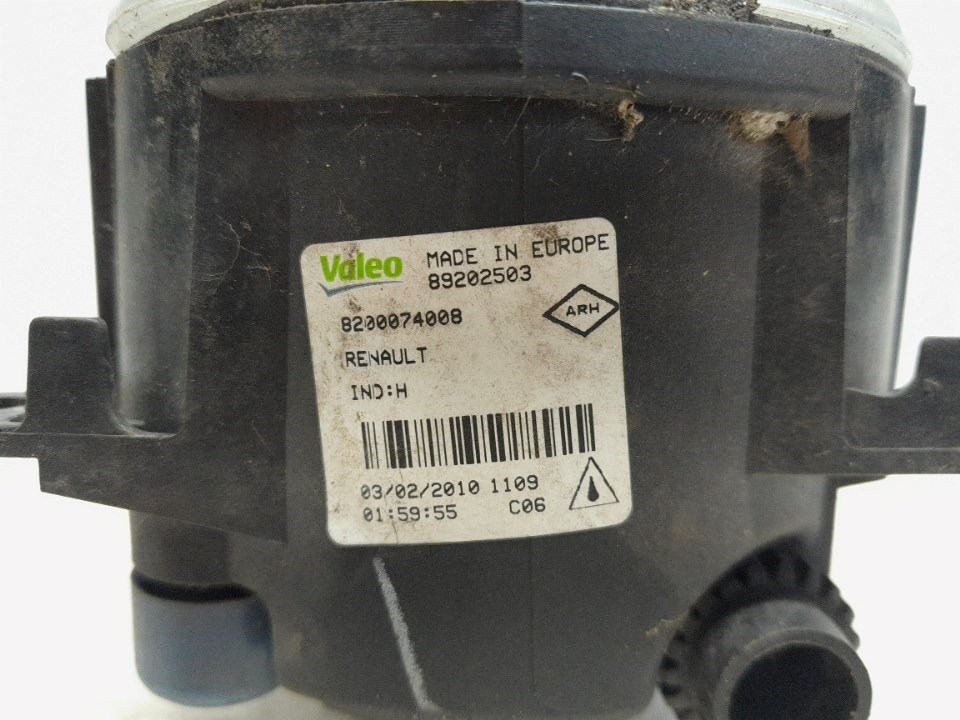 Valeo MADE IN EUROPE
89202503
8200074008
ARH
RENAULT
IND:H
03/02/2010 1109
01:59:55 C06